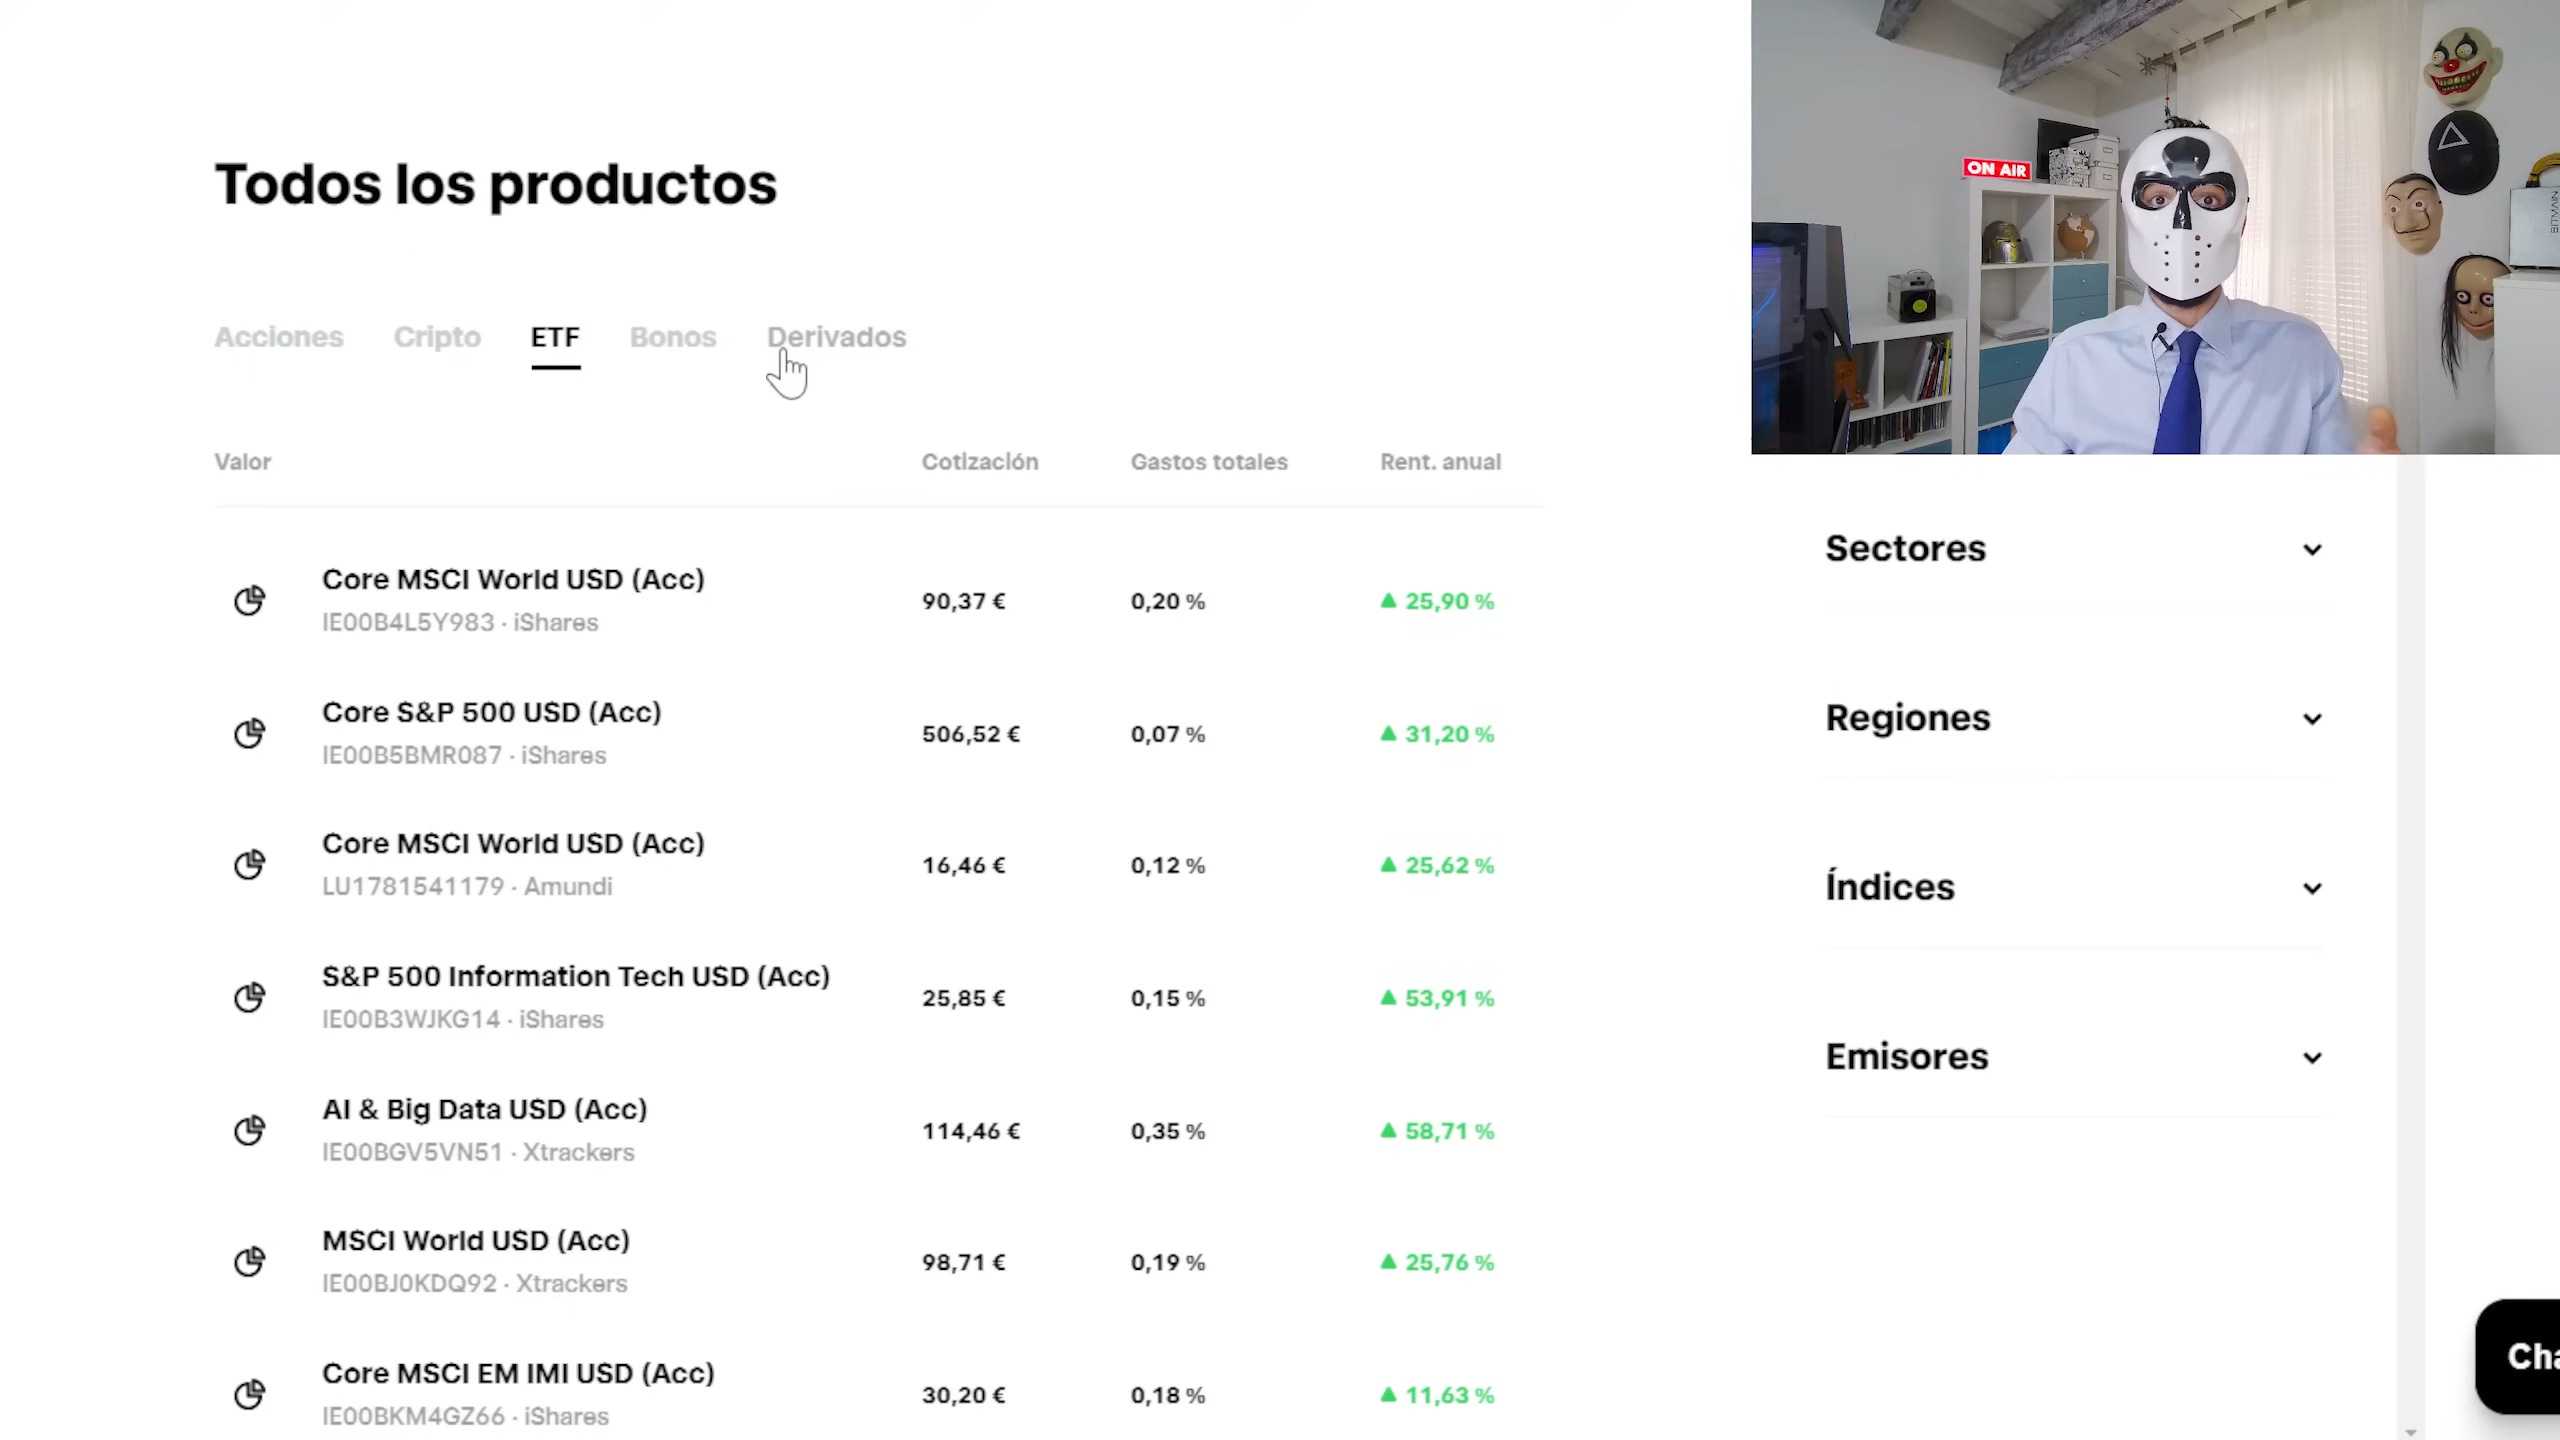 Todos los productos
Acciones Cripto ETF Bonos Derivados
Valor Cotización Gastos totales Rent. anual
Core MSCI World USD (Acc)
IE00B4L5Y983 · iShares
90,37 € 0,20 % ▲ 25,90 %
Core S&P 500 USD (Acc)
IE00B5BMR087 · iShares
506,52 € 0,07 % ▲ 31,20 %
Core MSCI World USD (Acc)
LU1781541179 · Amundi
16,46 € 0,12 % ▲ 25,62 %
S&P 500 Information Tech USD (Acc)
IE00B3WJKG14 · iShares
25,85 € 0,15 % ▲ 53,91 %
AI & Big Data USD (Acc)
IE00BGV5VN51 · Xtrackers
114,46 € 0,35 % ▲ 58,71 %
MSCI World USD (Acc)
IE00BJ0KDQ92 · Xtrackers
98,71 € 0,19 % ▲ 25,76 %
Core MSCI EM IMI USD (Acc)
IE00BKM4GZ66 · iShares
30,20 € 0,18 % ▲ 11,63 %
ON AIR
BITMAIN
Sectores
Regiones
Índices
Emisores
Cha